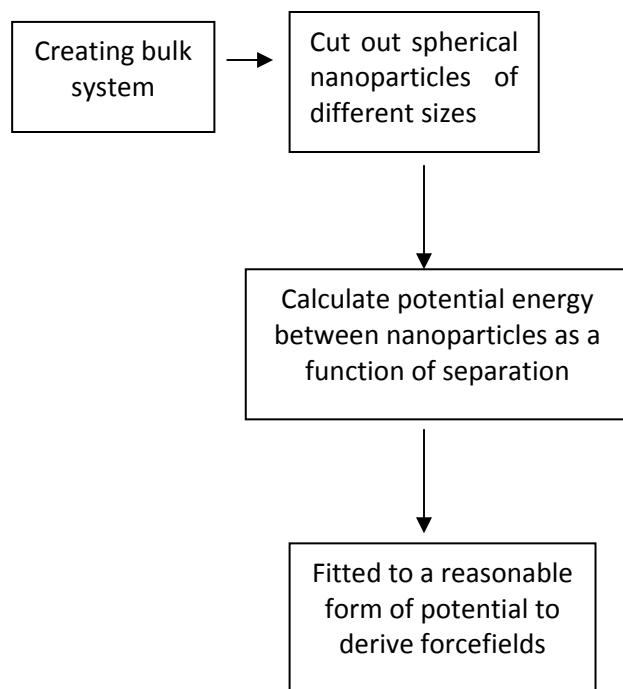 Creating bulk
system
Cut out spherical
nanoparticles of
different sizes
Calculate potential energy
between nanoparticles as a
function of separation
Fitted to a reasonable
form of potential to
derive forcefields